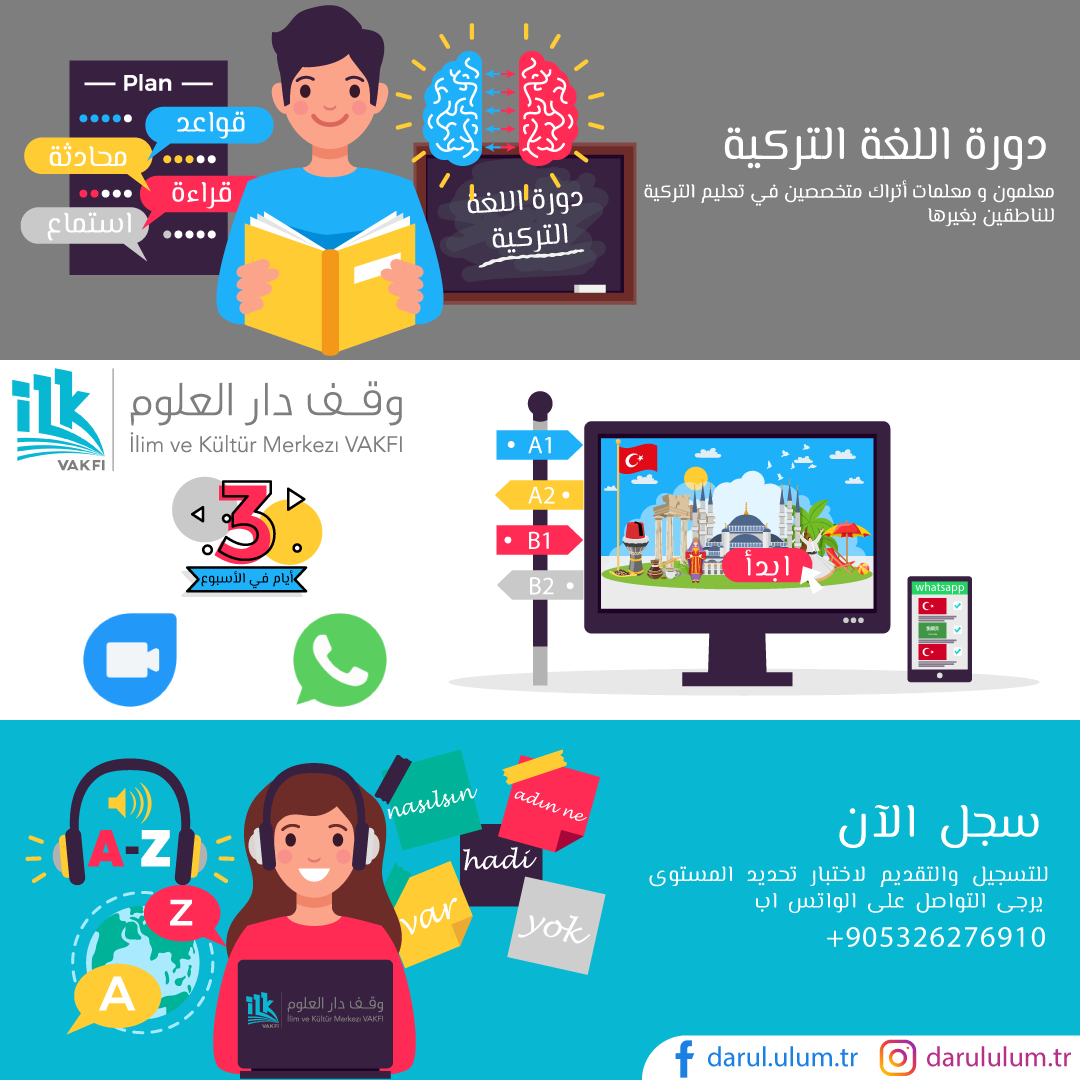 Plan
قواعد
محادثة
قراءة
استماع
دورة اللغة
التركية
دورة اللغة التركية
معلمون و معلمات أتراك متخصصين في تعليم التركية
للناطقين بغيرها
ilk
VAKFI
وقف دار العلوم
İlim ve Kültür Merkezı VAKFI
3
أيام في الأسبوع
A1
A2
B1
B2
ابدأ
whatsapp
A-Z
Z
A
nasılsın
adın ne
hadi
var
yok
ilk
VAKFI
وقف دار العلوم
İlim ve Kültür Merkezı VAKFI
سجل الآن
للتسجيل والتقديم لاختبار تحديد المستوى
يرجى التواصل على الواتس اب
+905326276910
darul.ulum.tr
darululum.tr